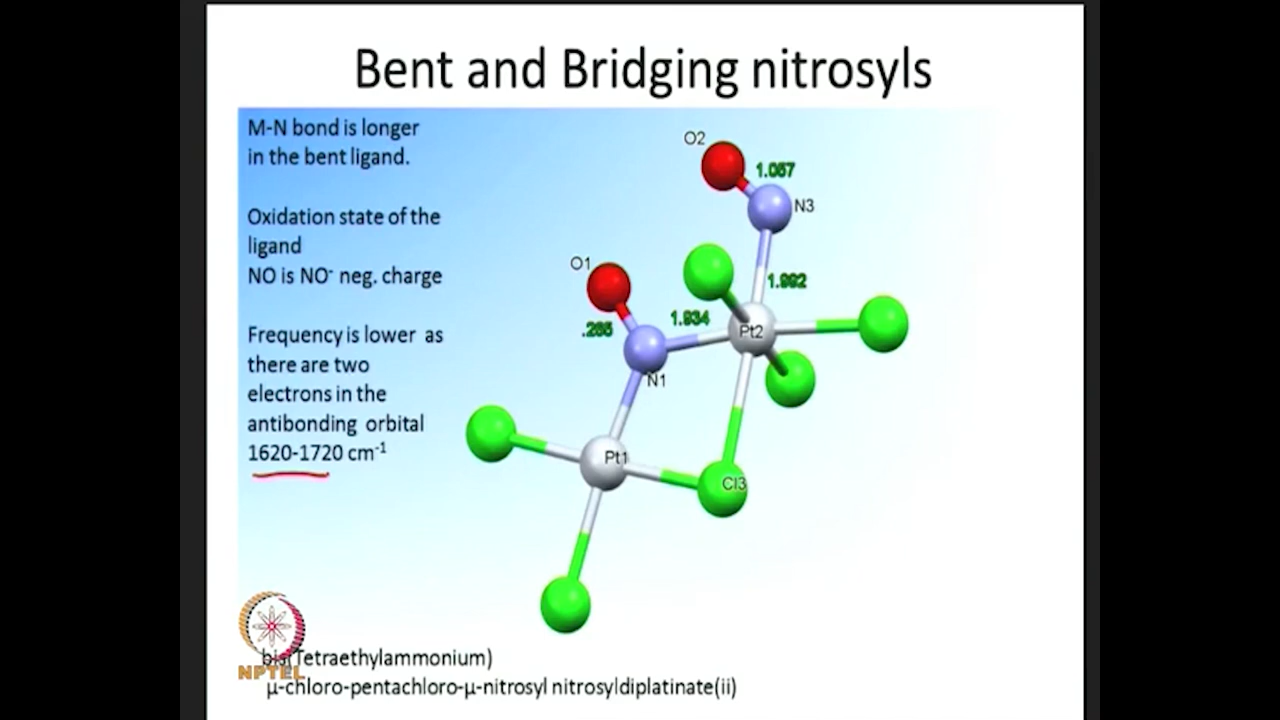 Bent and Bridging nitrosyls
M-N bond is longer
in the bent ligand.
Oxidation state of the
ligand
NO is NO⁻ neg. charge
Frequency is lower as
there are two
electrons in the
antibonding orbital
1620-1720 cm⁻¹
O2
1.057
N3
O1
1.992
1.934
.265
Pt2
N1
Pt1
Cl3
bis(Tetraethylammonium)
NPTEL
μ-chloro-pentachloro-μ-nitrosyl nitrosyldiplatinate(ii)